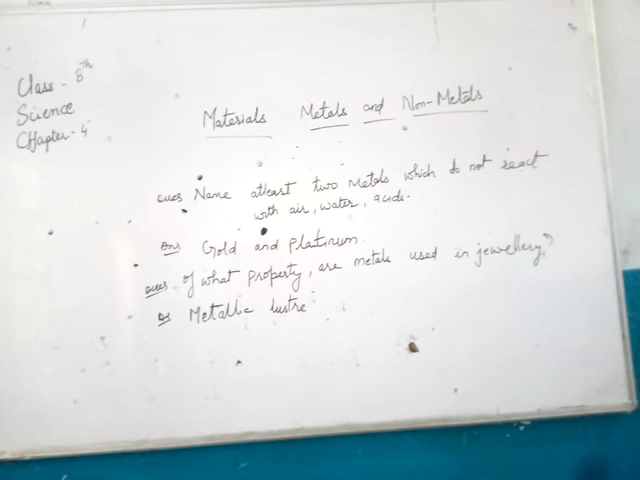 Class - 8th
Science
Chapter - 4
Materials Metals and Non-Metals
Ques Name atleast two metals which do not react
with air, water, acids.
Ans Gold and Platinum.
Ques Of what property, are metals used in jewellery?
Ans Metallic lustre